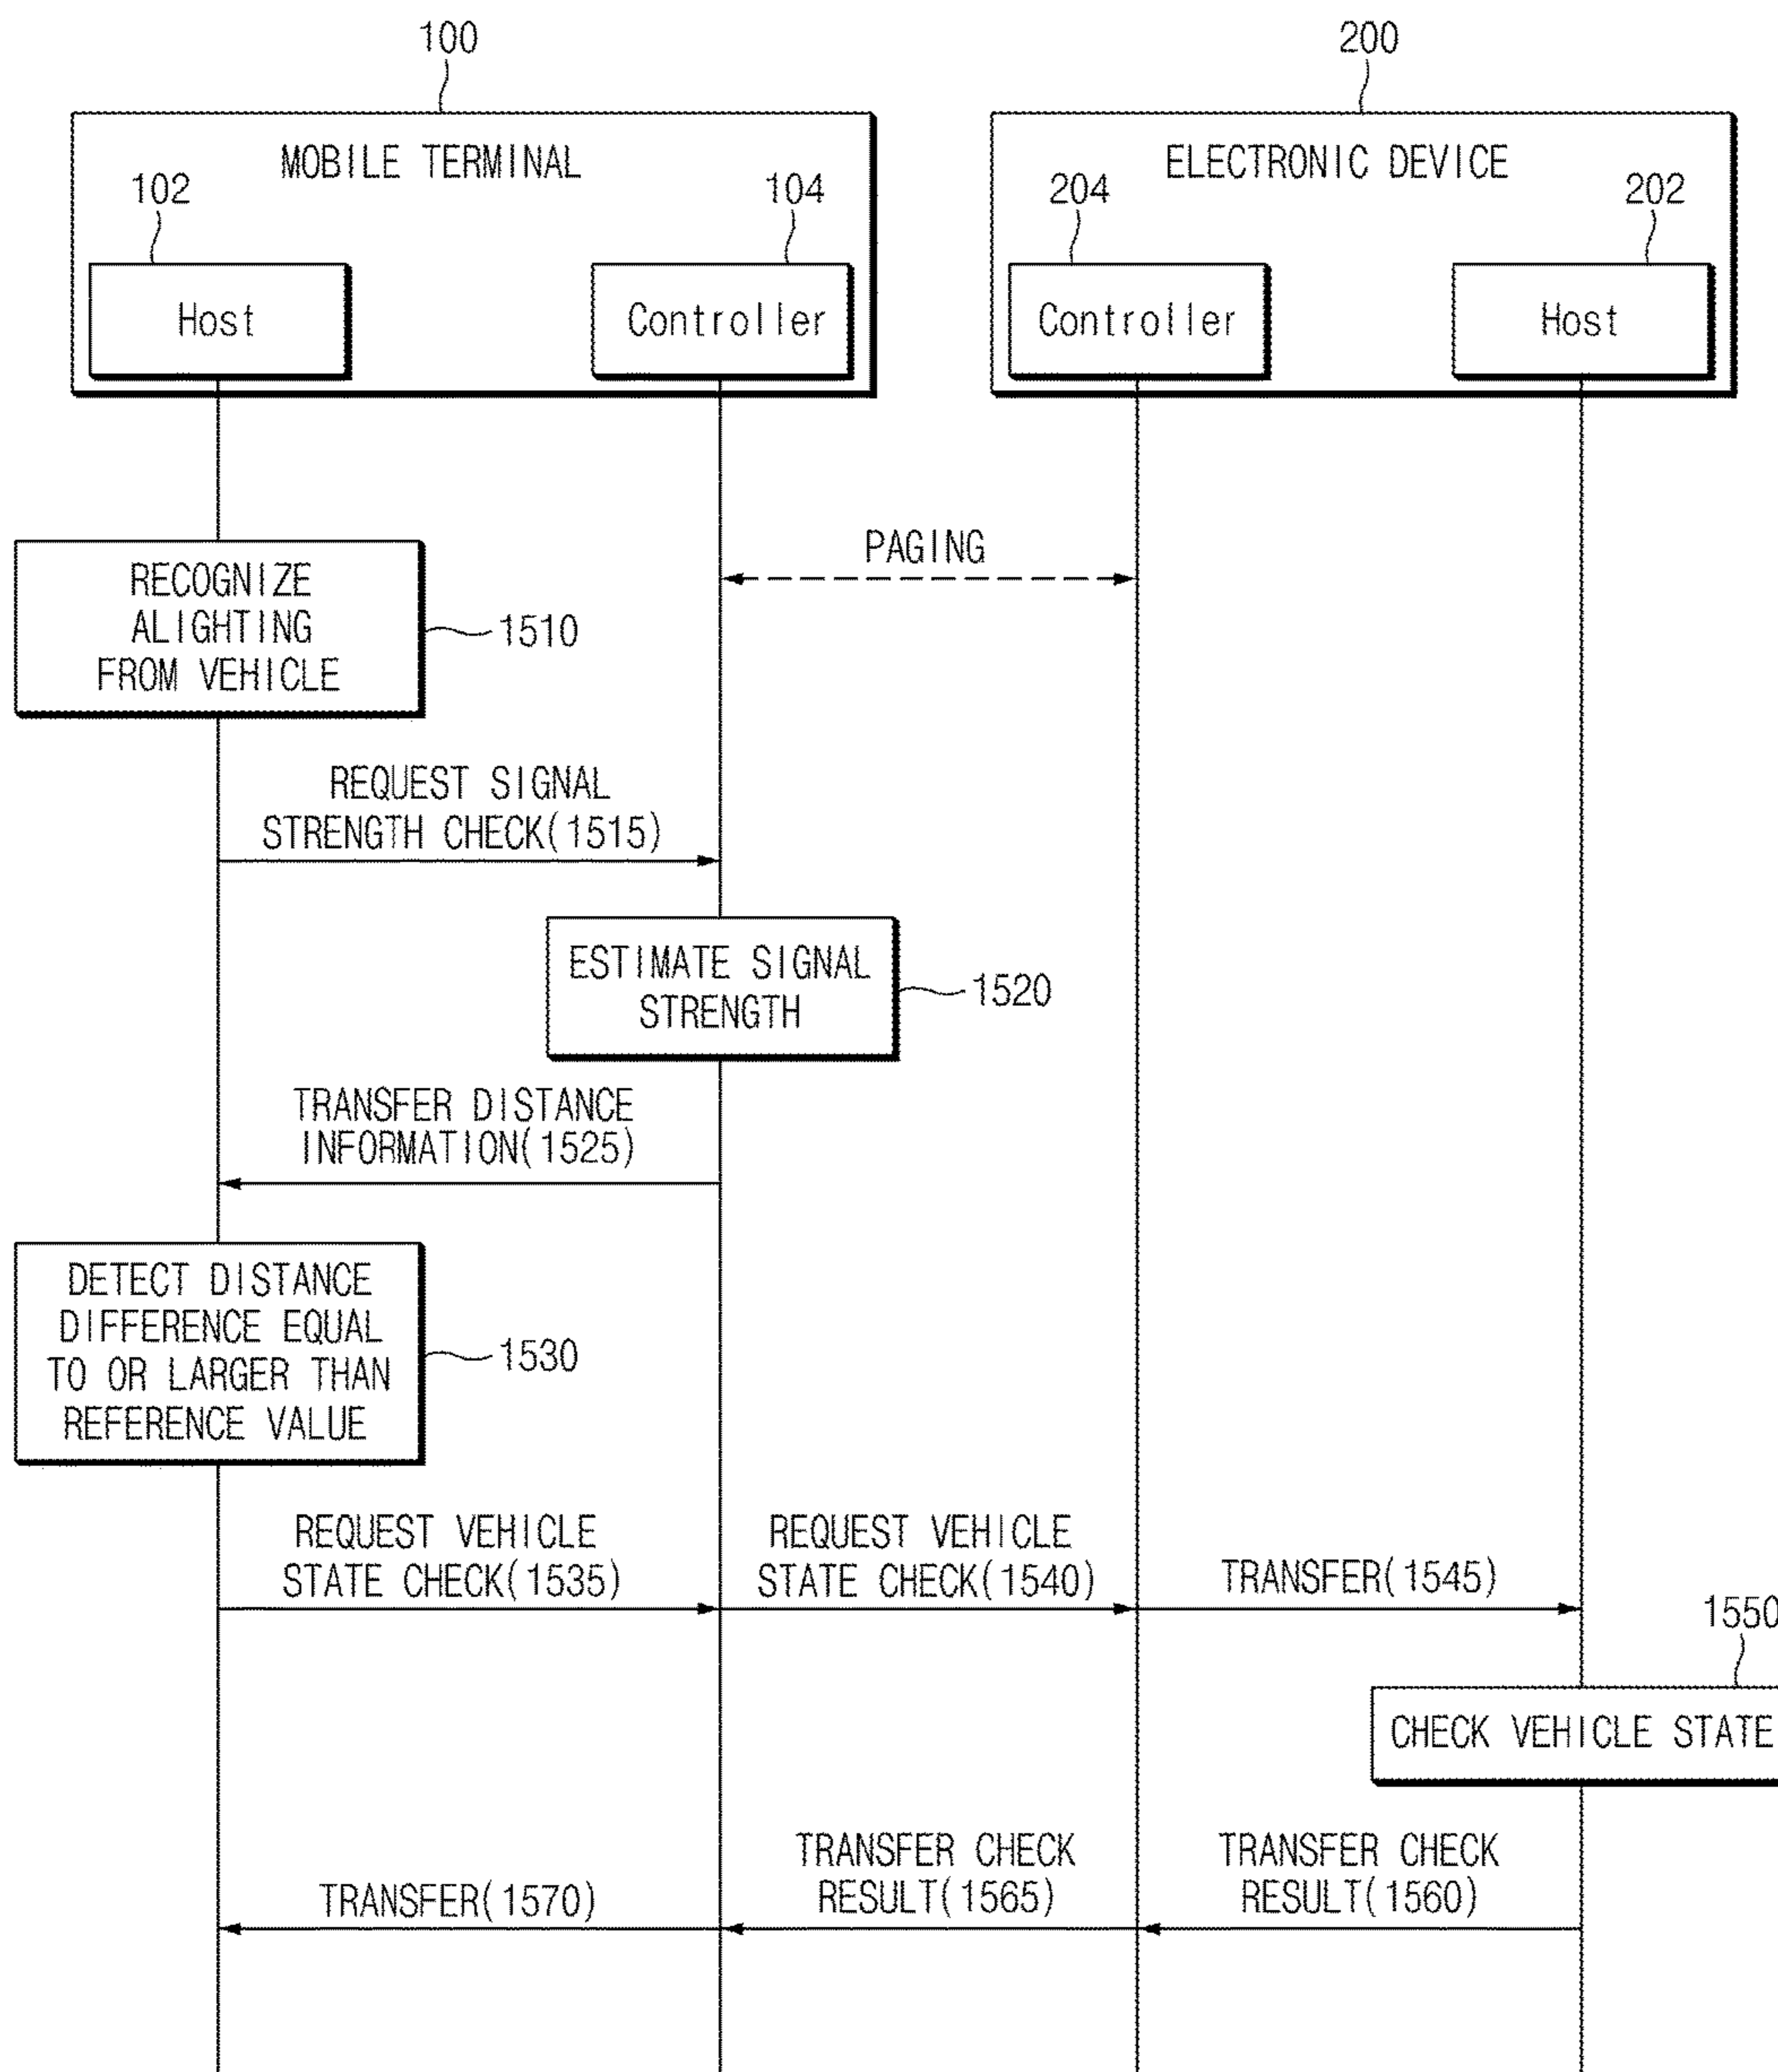 100
200
MOBILE TERMINAL
ELECTRONIC DEVICE
102
104
204
202
Host
Controller
Controller
Host
PAGING
RECOGNIZE
ALIGHTING
FROM VEHICLE
1510
REQUEST SIGNAL
STRENGTH CHECK(1515)
ESTIMATE SIGNAL
STRENGTH
1520
TRANSFER DISTANCE
INFORMATION(1525)
DETECT DISTANCE
DIFFERENCE EQUAL
TO OR LARGER THAN
REFERENCE VALUE
1530
REQUEST VEHICLE
STATE CHECK(1535)
REQUEST VEHICLE
STATE CHECK(1540)
TRANSFER(1545)
1550
CHECK VEHICLE STATE
TRANSFER CHECK
RESULT(1560)
TRANSFER CHECK
RESULT(1565)
TRANSFER(1570)